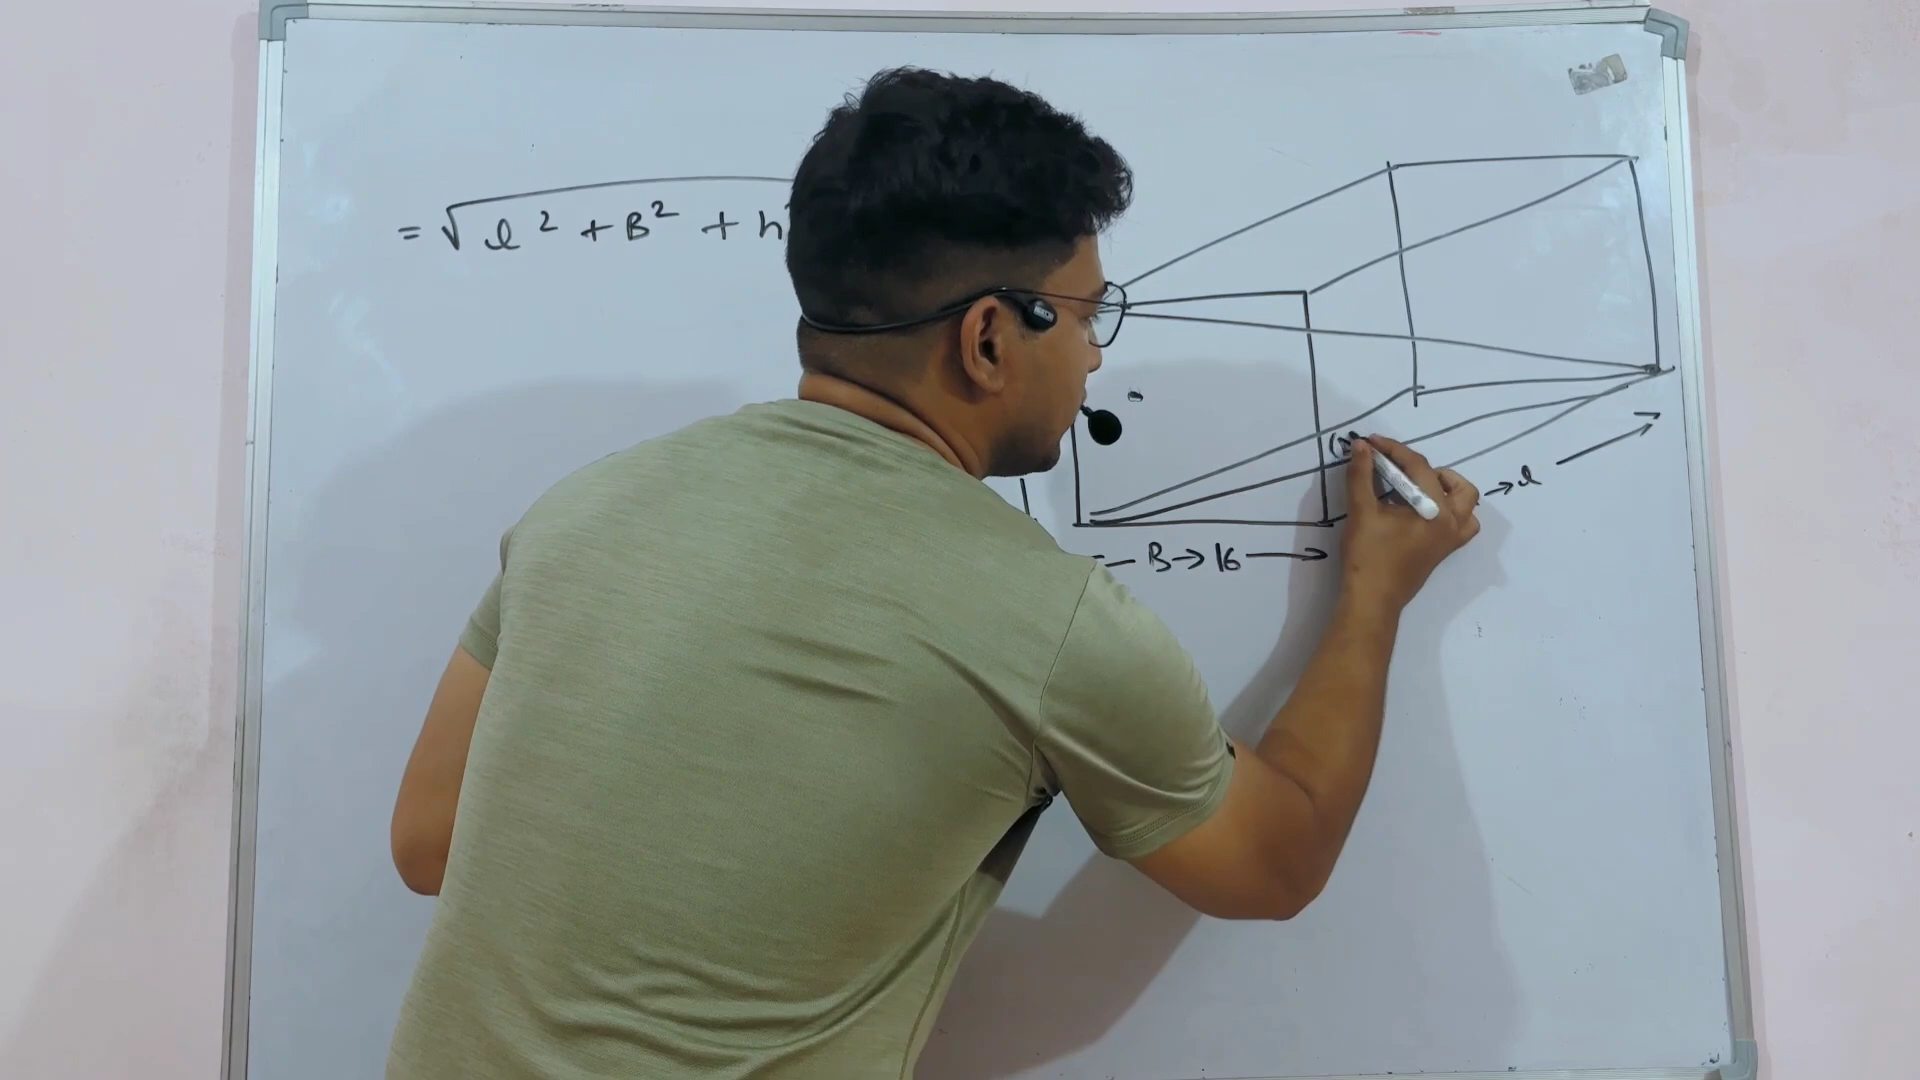 = √ l² + B² + h
→ l
B → 16